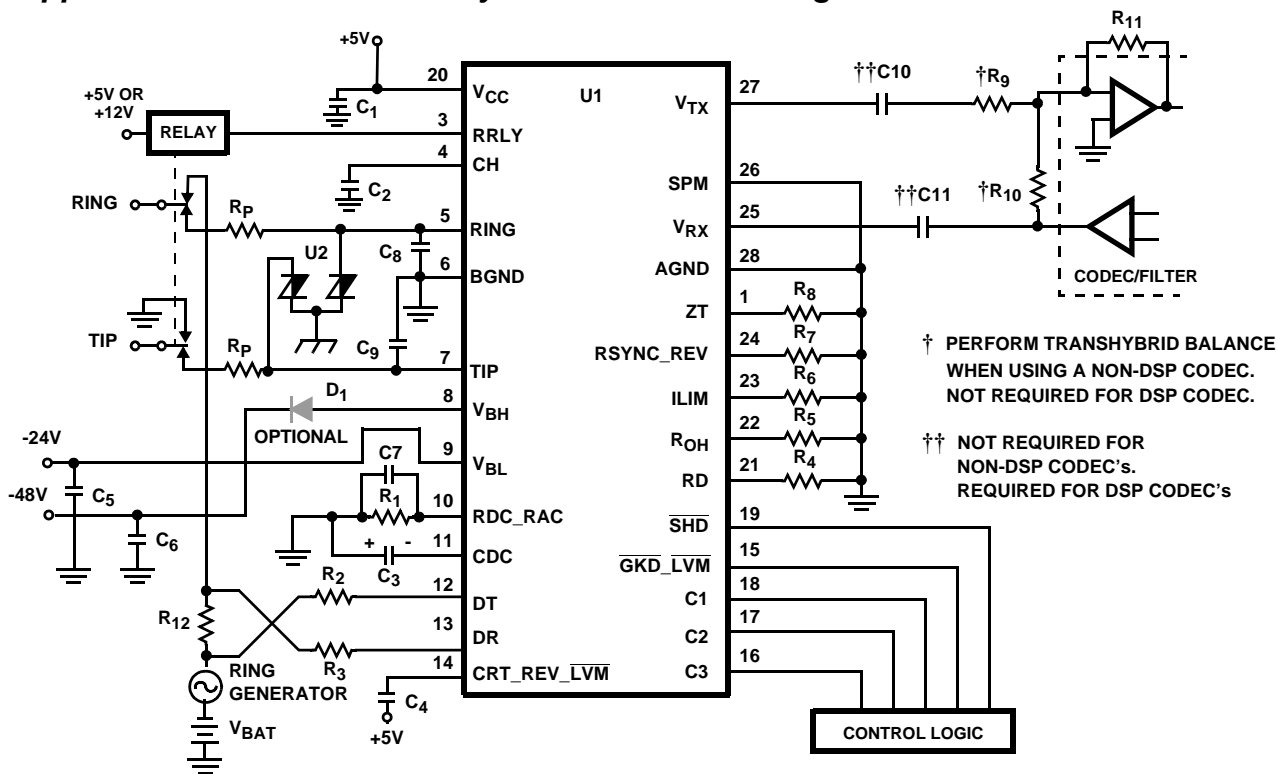 +5V
20
VCC
U1
C1
+5V OR
+12V
RELAY
3
RRLY
4
CH
C2
RING
RP
5
RING
U2
C8
6
BGND
TIP
RP
C9
7
TIP
D1
8
VBH
OPTIONAL
-24V
9
VBL
C7
C5
-48V
R1
10
RDC_RAC
C6
+ -
11
CDC
C3
R2
12
DT
R12
13
DR
R3
RING
GENERATOR
14
CRT_REV_LVM
C4
+5V
VBAT
27
VTX
††C10
†R9
R11
26
SPM
†R10
25
VRX
††C11
28
AGND
CODEC/FILTER
1
ZT
R8
24
RSYNC_REV
R7
23
ILIM
R6
22
ROH
R5
21
RD
R4
19
SHD
15
GKD_LVM
18
C1
17
C2
16
C3
CONTROL LOGIC
† PERFORM TRANSHYBRID BALANCE
WHEN USING A NON-DSP CODEC.
NOT REQUIRED FOR DSP CODEC.
†† NOT REQUIRED FOR
NON-DSP CODEC's.
REQUIRED FOR DSP CODEC's